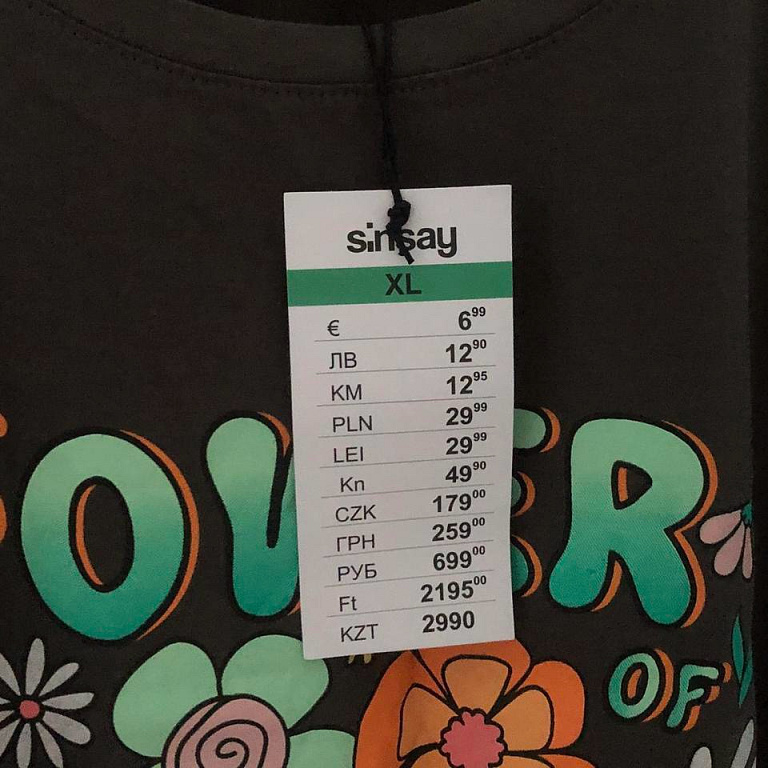 sinsay
XL
€ 6⁹⁹
ЛВ 12⁹⁰
KM 12⁹⁵
PLN 29⁹⁹
LEI 29⁹⁹
Kn 49⁹⁰
CZK 179⁰⁰
ГРН 259⁰⁰
РУБ 699⁰⁰
Ft 2195⁰⁰
KZT 2990
OF